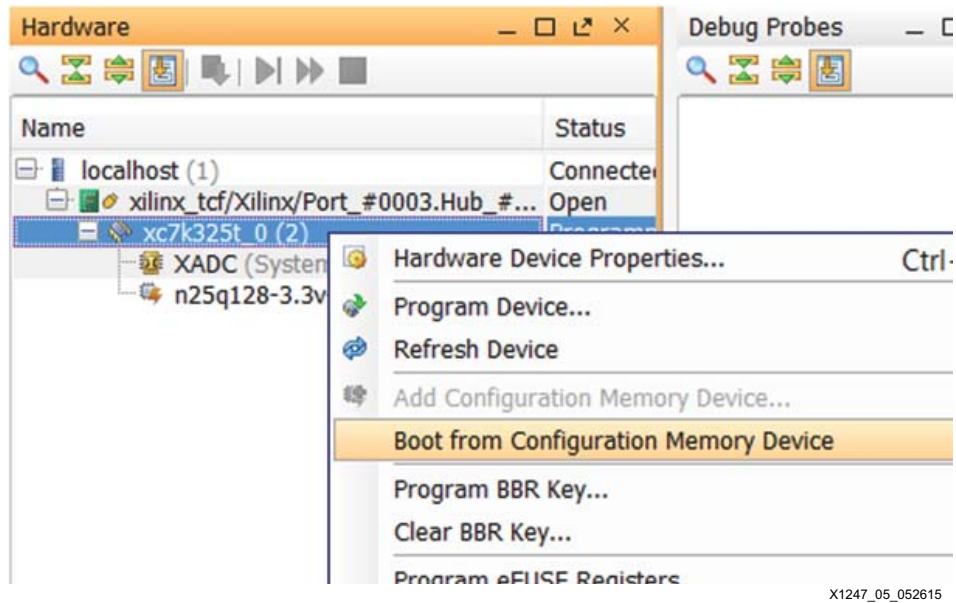 Hardware
Debug Probes
Name Status
localhost (1) Connecte
xilinx_tcf/Xilinx/Port_#0003.Hub_#... Open
xc7k325t_0 (2)
XADC (System
n25q128-3.3v
Hardware Device Properties... Ctrl-
Program Device...
Refresh Device
Add Configuration Memory Device...
Boot from Configuration Memory Device
Program BBR Key...
Clear BBR Key...
Program eFUSE Registers
X1247_05_052615